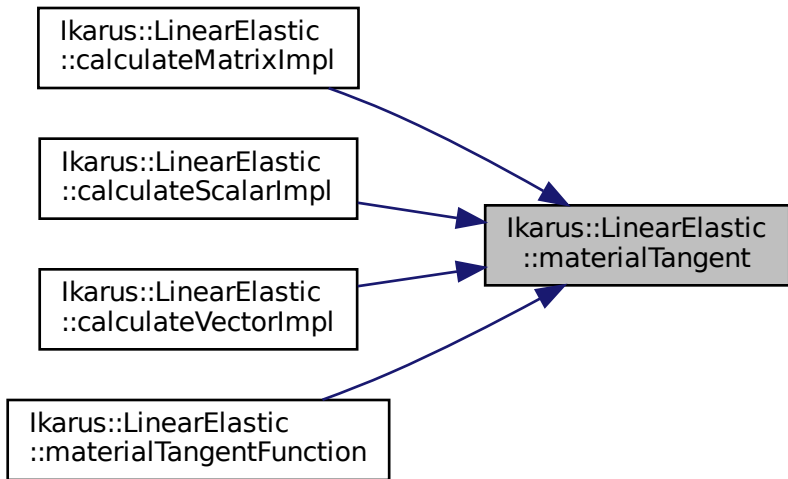 Ikarus::LinearElastic
::calculateMatrixImpl
Ikarus::LinearElastic
::calculateScalarImpl
Ikarus::LinearElastic
::materialTangent
Ikarus::LinearElastic
::calculateVectorImpl
Ikarus::LinearElastic
::materialTangentFunction